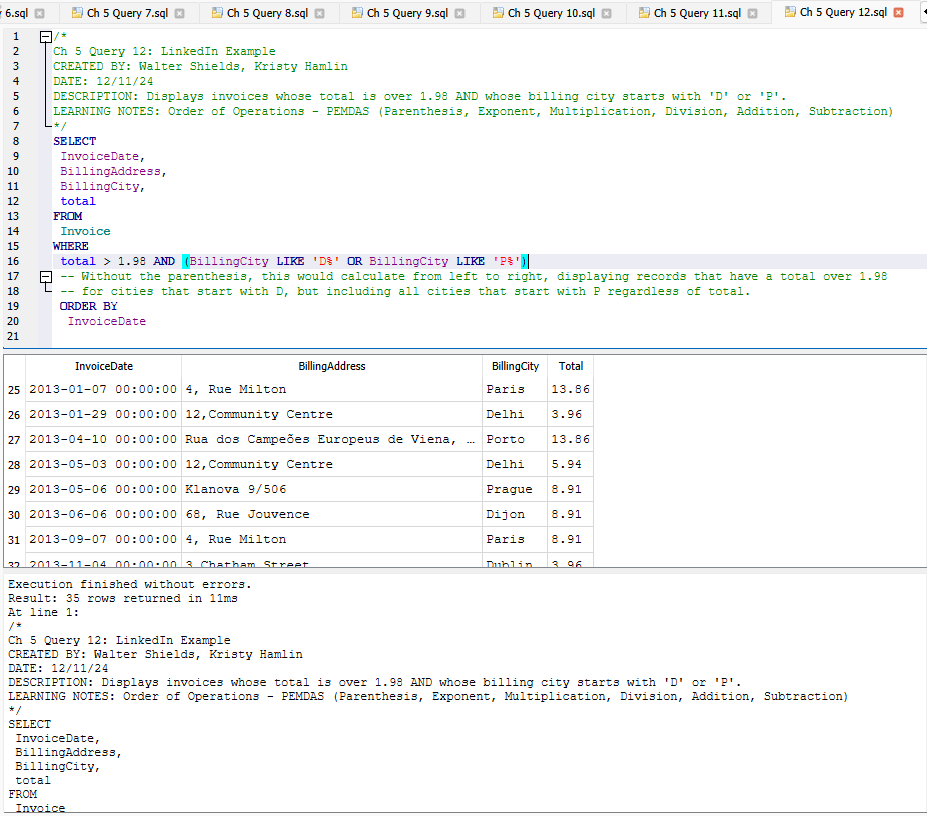 6.sql Ch 5 Query 7.sql Ch 5 Query 8.sql Ch 5 Query 9.sql Ch 5 Query 10.sql Ch 5 Query 11.sql Ch 5 Query 12.sql
1 /*
2 Ch 5 Query 12: LinkedIn Example
3 CREATED BY: Walter Shields, Kristy Hamlin
4 DATE: 12/11/24
5 DESCRIPTION: Displays invoices whose total is over 1.98 AND whose billing city starts with 'D' or 'P'.
6 LEARNING NOTES: Order of Operations - PEMDAS (Parenthesis, Exponent, Multiplication, Division, Addition, Subtraction)
7 */
8 SELECT
9 InvoiceDate,
10 BillingAddress,
11 BillingCity,
12 total
13 FROM
14 Invoice
15 WHERE
16 total > 1.98 AND (BillingCity LIKE 'D%' OR BillingCity LIKE 'P%')
17 -- Without the parenthesis, this would calculate from left to right, displaying records that have a total over 1.98
18 -- for cities that start with D, but including all cities that start with P regardless of total.
19 ORDER BY
20 InvoiceDate
21
InvoiceDate BillingAddress BillingCity Total
25 2013-01-07 00:00:00 4, Rue Milton Paris 13.86
26 2013-01-29 00:00:00 12,Community Centre Delhi 3.96
27 2013-04-10 00:00:00 Rua dos Campeões Europeus de Viena, … Porto 13.86
28 2013-05-03 00:00:00 12,Community Centre Delhi 5.94
29 2013-05-06 00:00:00 Klanova 9/506 Prague 8.91
30 2013-06-06 00:00:00 68, Rue Jouvence Dijon 8.91
31 2013-09-07 00:00:00 4, Rue Milton Paris 8.91
32 2013-11-04 00:00:00 3 Chatham Street Dublin 3.96
Execution finished without errors.
Result: 35 rows returned in 11ms
At line 1:
/*
Ch 5 Query 12: LinkedIn Example
CREATED BY: Walter Shields, Kristy Hamlin
DATE: 12/11/24
DESCRIPTION: Displays invoices whose total is over 1.98 AND whose billing city starts with 'D' or 'P'.
LEARNING NOTES: Order of Operations - PEMDAS (Parenthesis, Exponent, Multiplication, Division, Addition, Subtraction)
*/
SELECT
InvoiceDate,
BillingAddress,
BillingCity,
total
FROM
Invoice